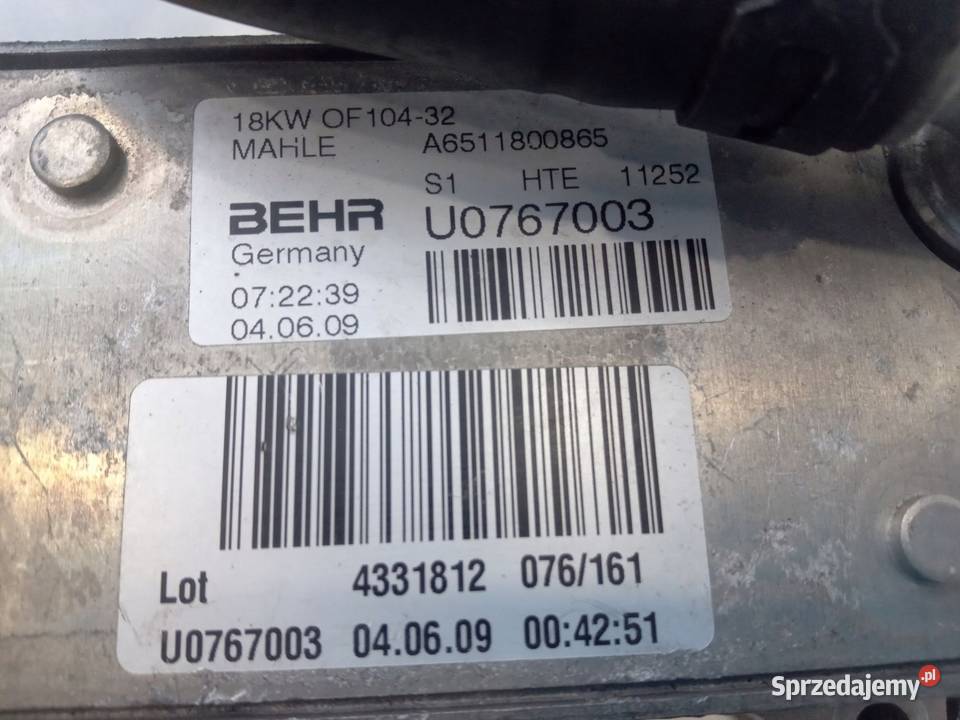 18KW OF104-32
MAHLE A6511800865
S1 HTE 11252
BEHR U0767003
Germany
07:22:39
04.06.09
Lot 4331812 076/161
U0767003 04.06.09 00:42:51
Sprzedajemy.pl